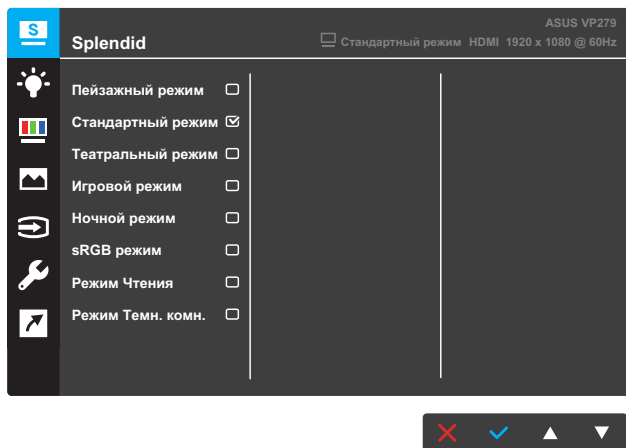 S
ASUS VP279
Splendid
Стандартный режим HDMI 1920 x 1080 @ 60Hz
Пейзажный режим
Стандартный режим
Театральный режим
Игровой режим
Ночной режим
sRGB режим
Режим Чтения
Режим Темн. комн.